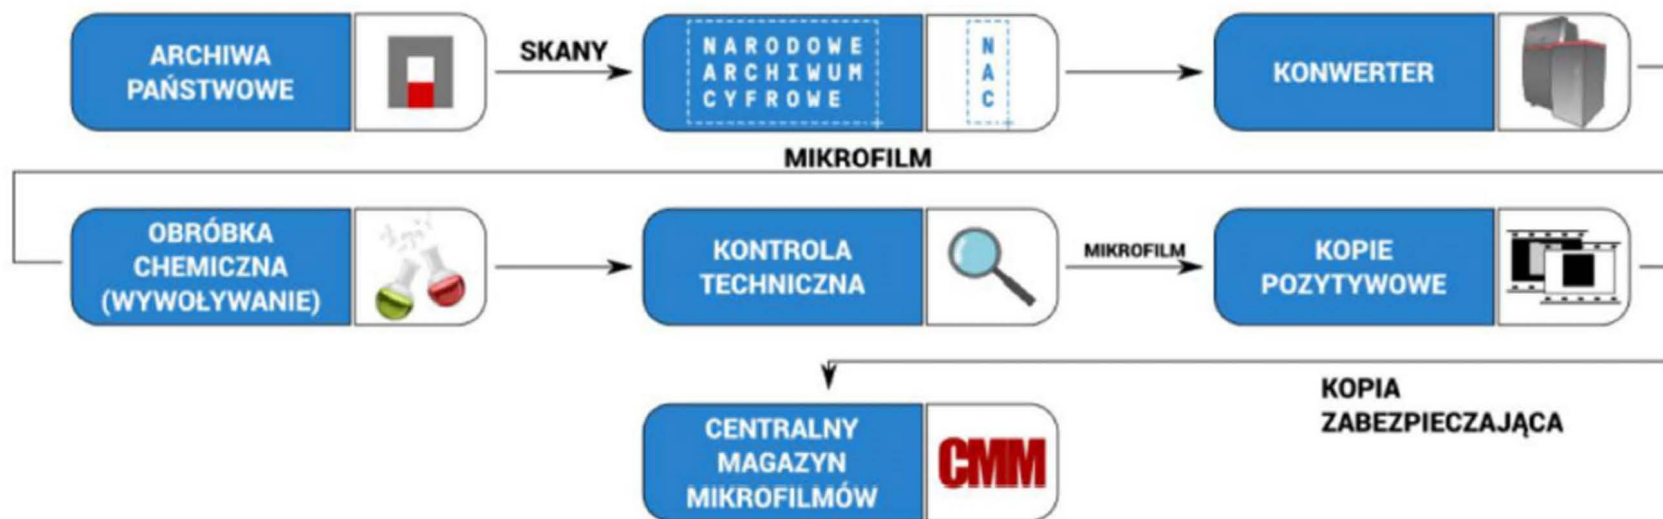 ARCHIWA
PAŃSTWOWE
SKANY
NARODOWE
ARCHIWUM
CYFROWE
N
A
C
KONWERTER
MIKROFILM
OBRÓBKA
CHEMICZNA
(WYWOŁYWANIE)
KONTROLA
TECHNICZNA
MIKROFILM
KOPIE
POZYTYWOWE
KOPIA
ZABEZPIECZAJĄCA
CENTRALNY
MAGAZYN
MIKROFILMÓW
CMM